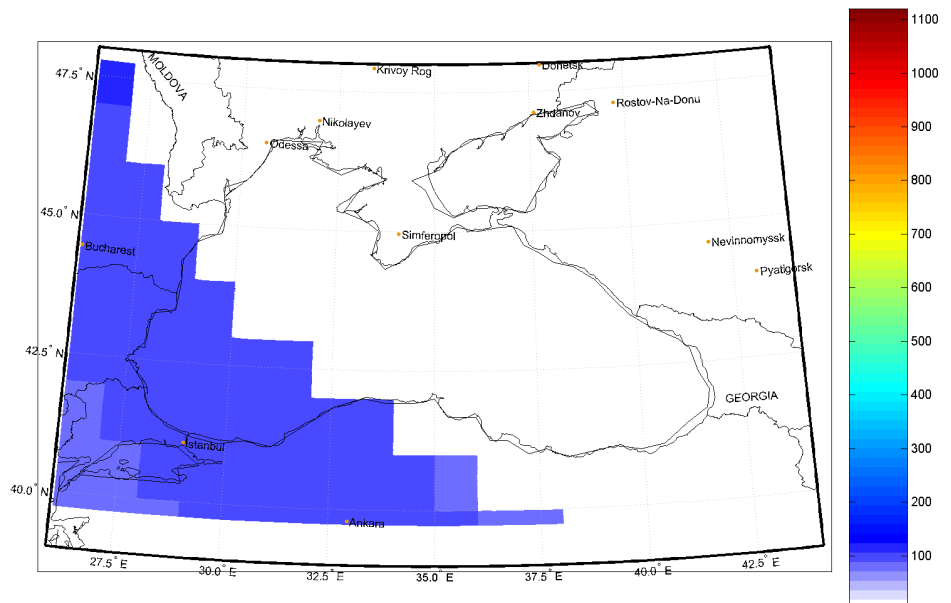 1100
1000
900
800
700
600
500
400
300
200
100
47.5° N
45.0° N
42.5° N
40.0° N
27.5° E
30.0° E
32.5° E
35.0° E
37.5° E
40.0° E
42.5° E
MOLDOVA
Krivoy Rog
Donetsk
Nikolayev
Zhdanov
Rostov-Na-Donu
Odessa
Simferopol
Nevinnomyssk
Bucharest
Pyatigorsk
GEORGIA
Istanbul
Ankara